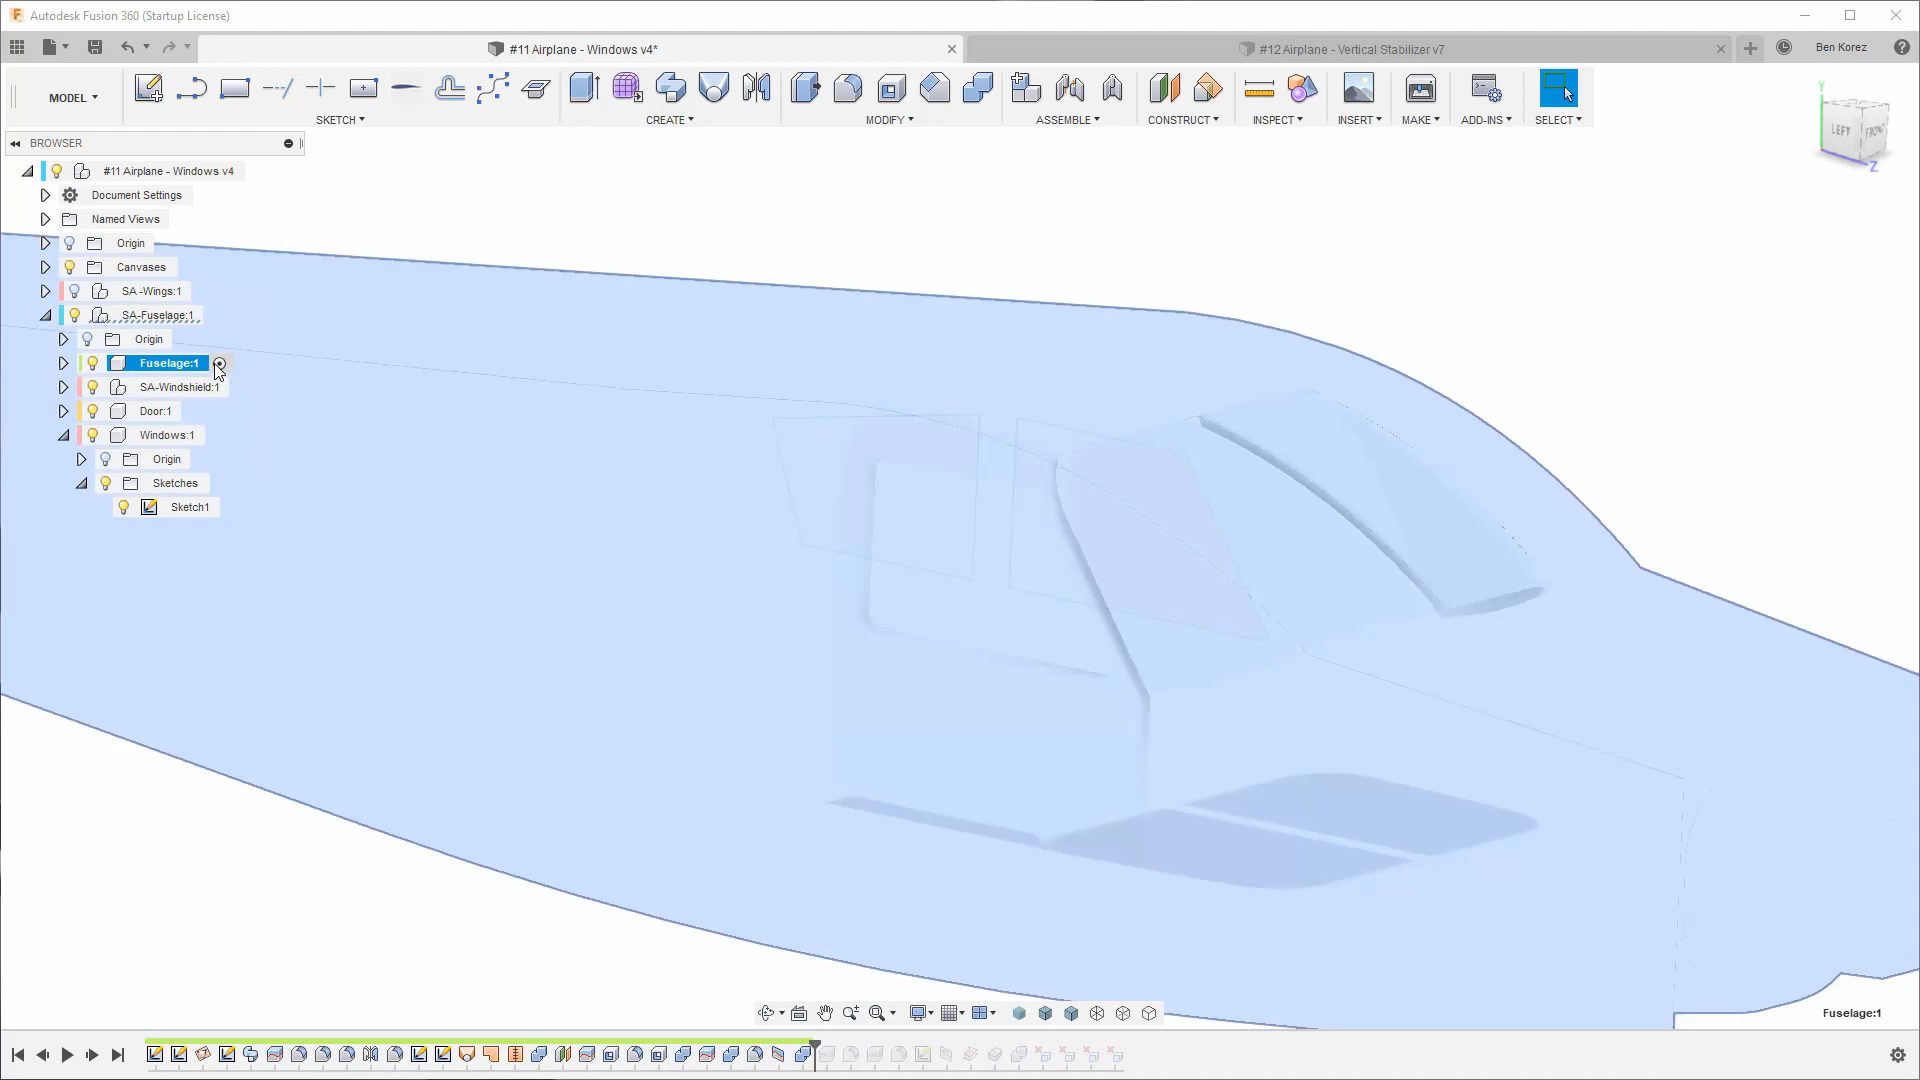 Autodesk Fusion 360 (Startup License)
#11 Airplane - Windows v4*
#12 Airplane - Vertical Stabilizer v7
Ben Korez
MODEL
SKETCH
CREATE
MODIFY
ASSEMBLE
CONSTRUCT
INSPECT
INSERT
MAKE
ADD-INS
SELECT
Y
LEFT
FRONT
Z
BROWSER
#11 Airplane - Windows v4
Document Settings
Named Views
Origin
Canvases
SA -Wings:1
SA-Fuselage:1
Origin
Fuselage:1
SA-Windshield:1
Door:1
Windows:1
Origin
Sketches
Sketch1
Fuselage:1